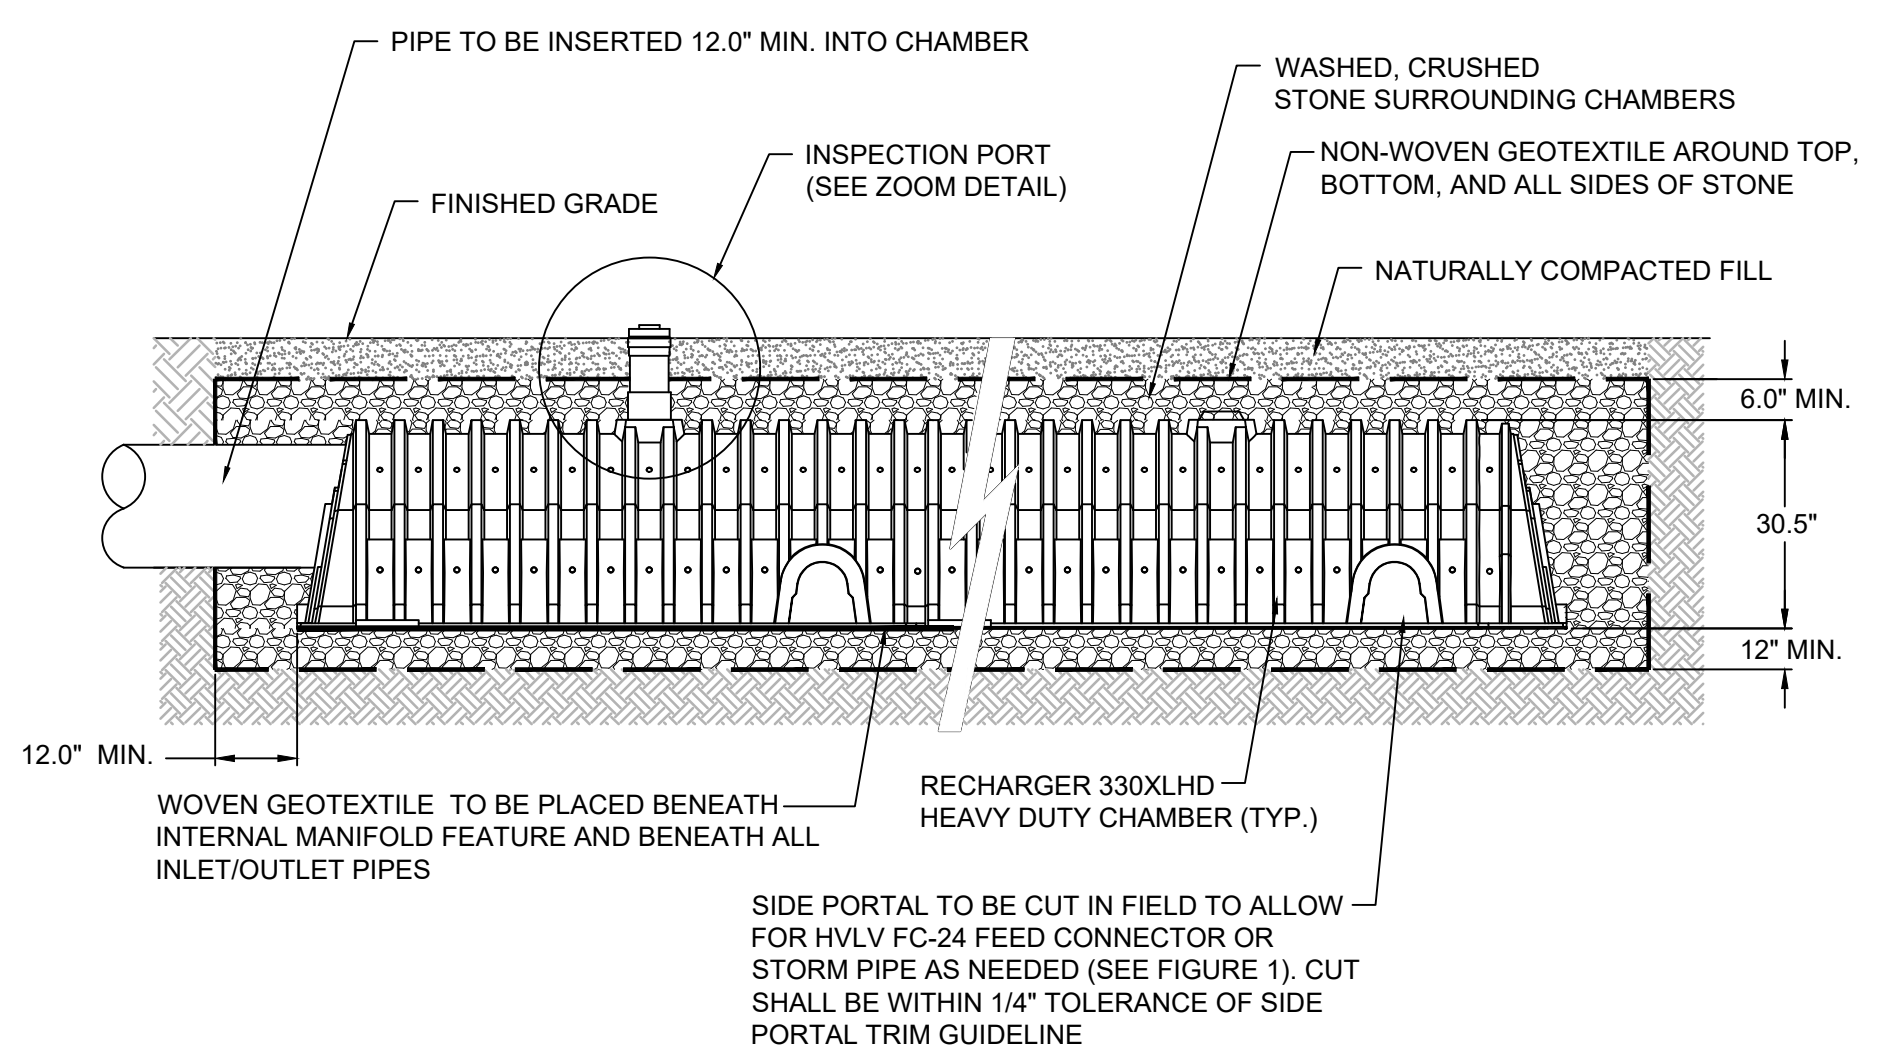 PIPE TO BE INSERTED 12.0" MIN. INTO CHAMBER
WASHED, CRUSHED
STONE SURROUNDING CHAMBERS
INSPECTION PORT
(SEE ZOOM DETAIL)
NON-WOVEN GEOTEXTILE AROUND TOP,
BOTTOM, AND ALL SIDES OF STONE
FINISHED GRADE
NATURALLY COMPACTED FILL
6.0" MIN.
30.5"
12" MIN.
12.0" MIN.
WOVEN GEOTEXTILE TO BE PLACED BENEATH
INTERNAL MANIFOLD FEATURE AND BENEATH ALL
INLET/OUTLET PIPES
RECHARGER 330XLHD
HEAVY DUTY CHAMBER (TYP.)
SIDE PORTAL TO BE CUT IN FIELD TO ALLOW
FOR HVLV FC-24 FEED CONNECTOR OR
STORM PIPE AS NEEDED (SEE FIGURE 1). CUT
SHALL BE WITHIN 1/4" TOLERANCE OF SIDE
PORTAL TRIM GUIDELINE